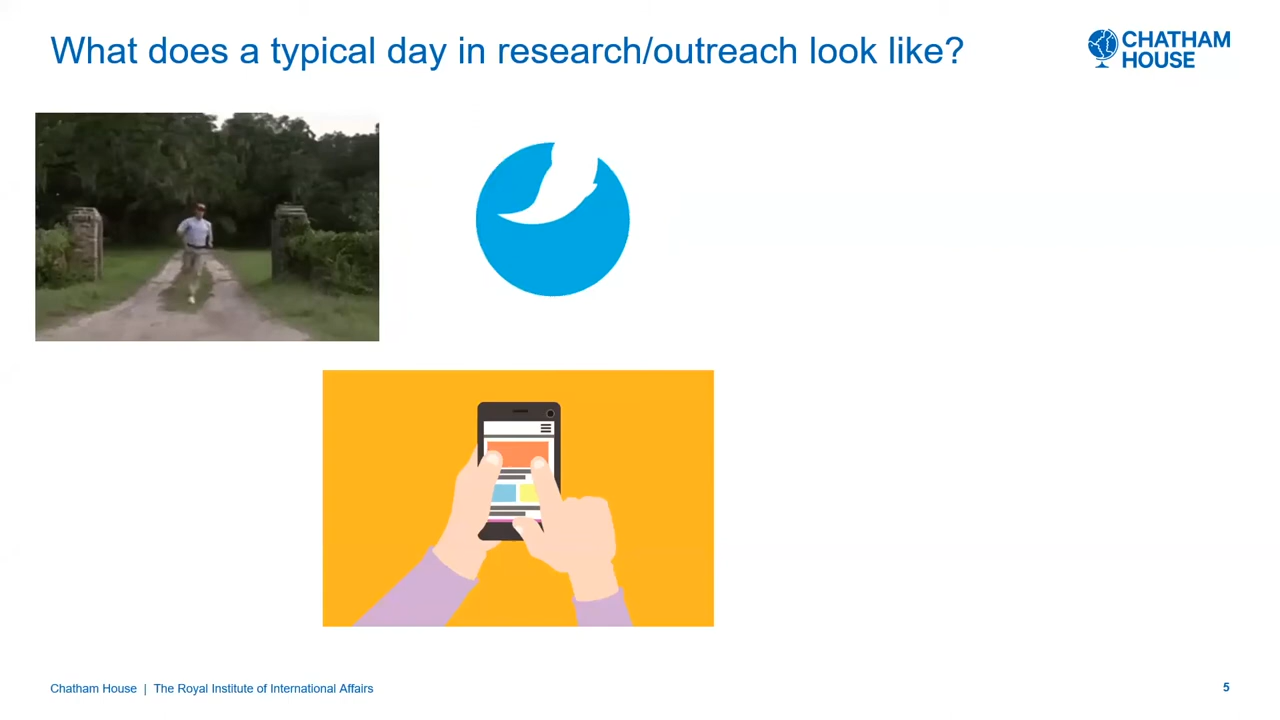 What does a typical day in research/outreach look like?
CHATHAM
HOUSE
Chatham House | The Royal Institute of International Affairs
5